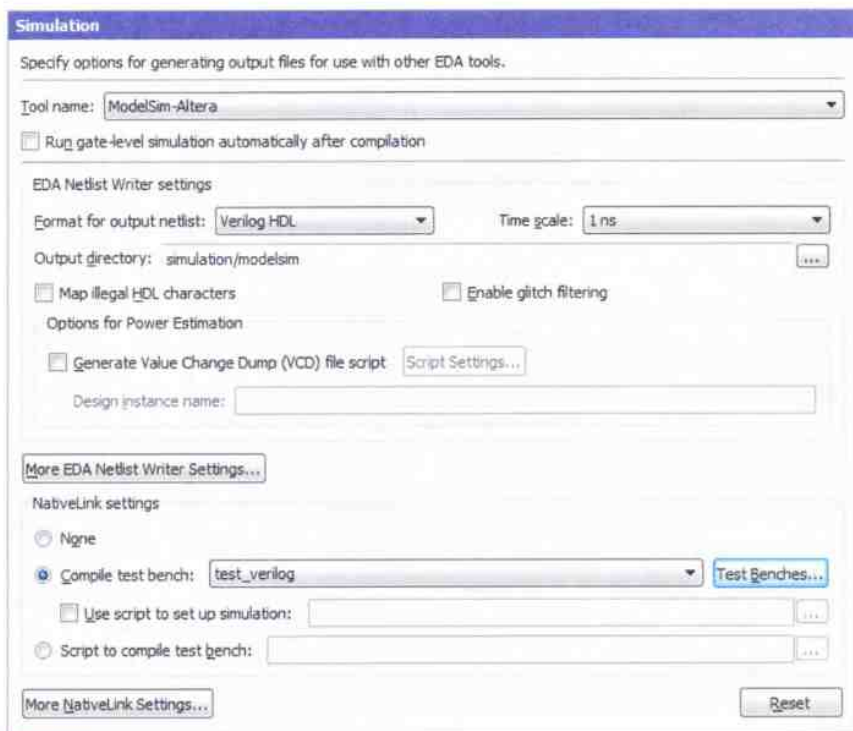 Simulation
Specify options for generating output files for use with other EDA tools.
Tool name: ModelSim-Altera
Run gate-level simulation automatically after compilation
EDA Netlist Writer settings
Format for output netlist: Verilog HDL Time scale: 1 ns
Output directory: simulation/modelsim ...
Map illegal HDL characters Enable glitch filtering
Options for Power Estimation
Generate Value Change Dump (VCD) file script Script Settings...
Design instance name:
More EDA Netlist Writer Settings...
NativeLink settings
None
Compile test bench: test_verilog Test Benches...
Use script to set up simulation: ...
Script to compile test bench: ...
More NativeLink Settings... Reset